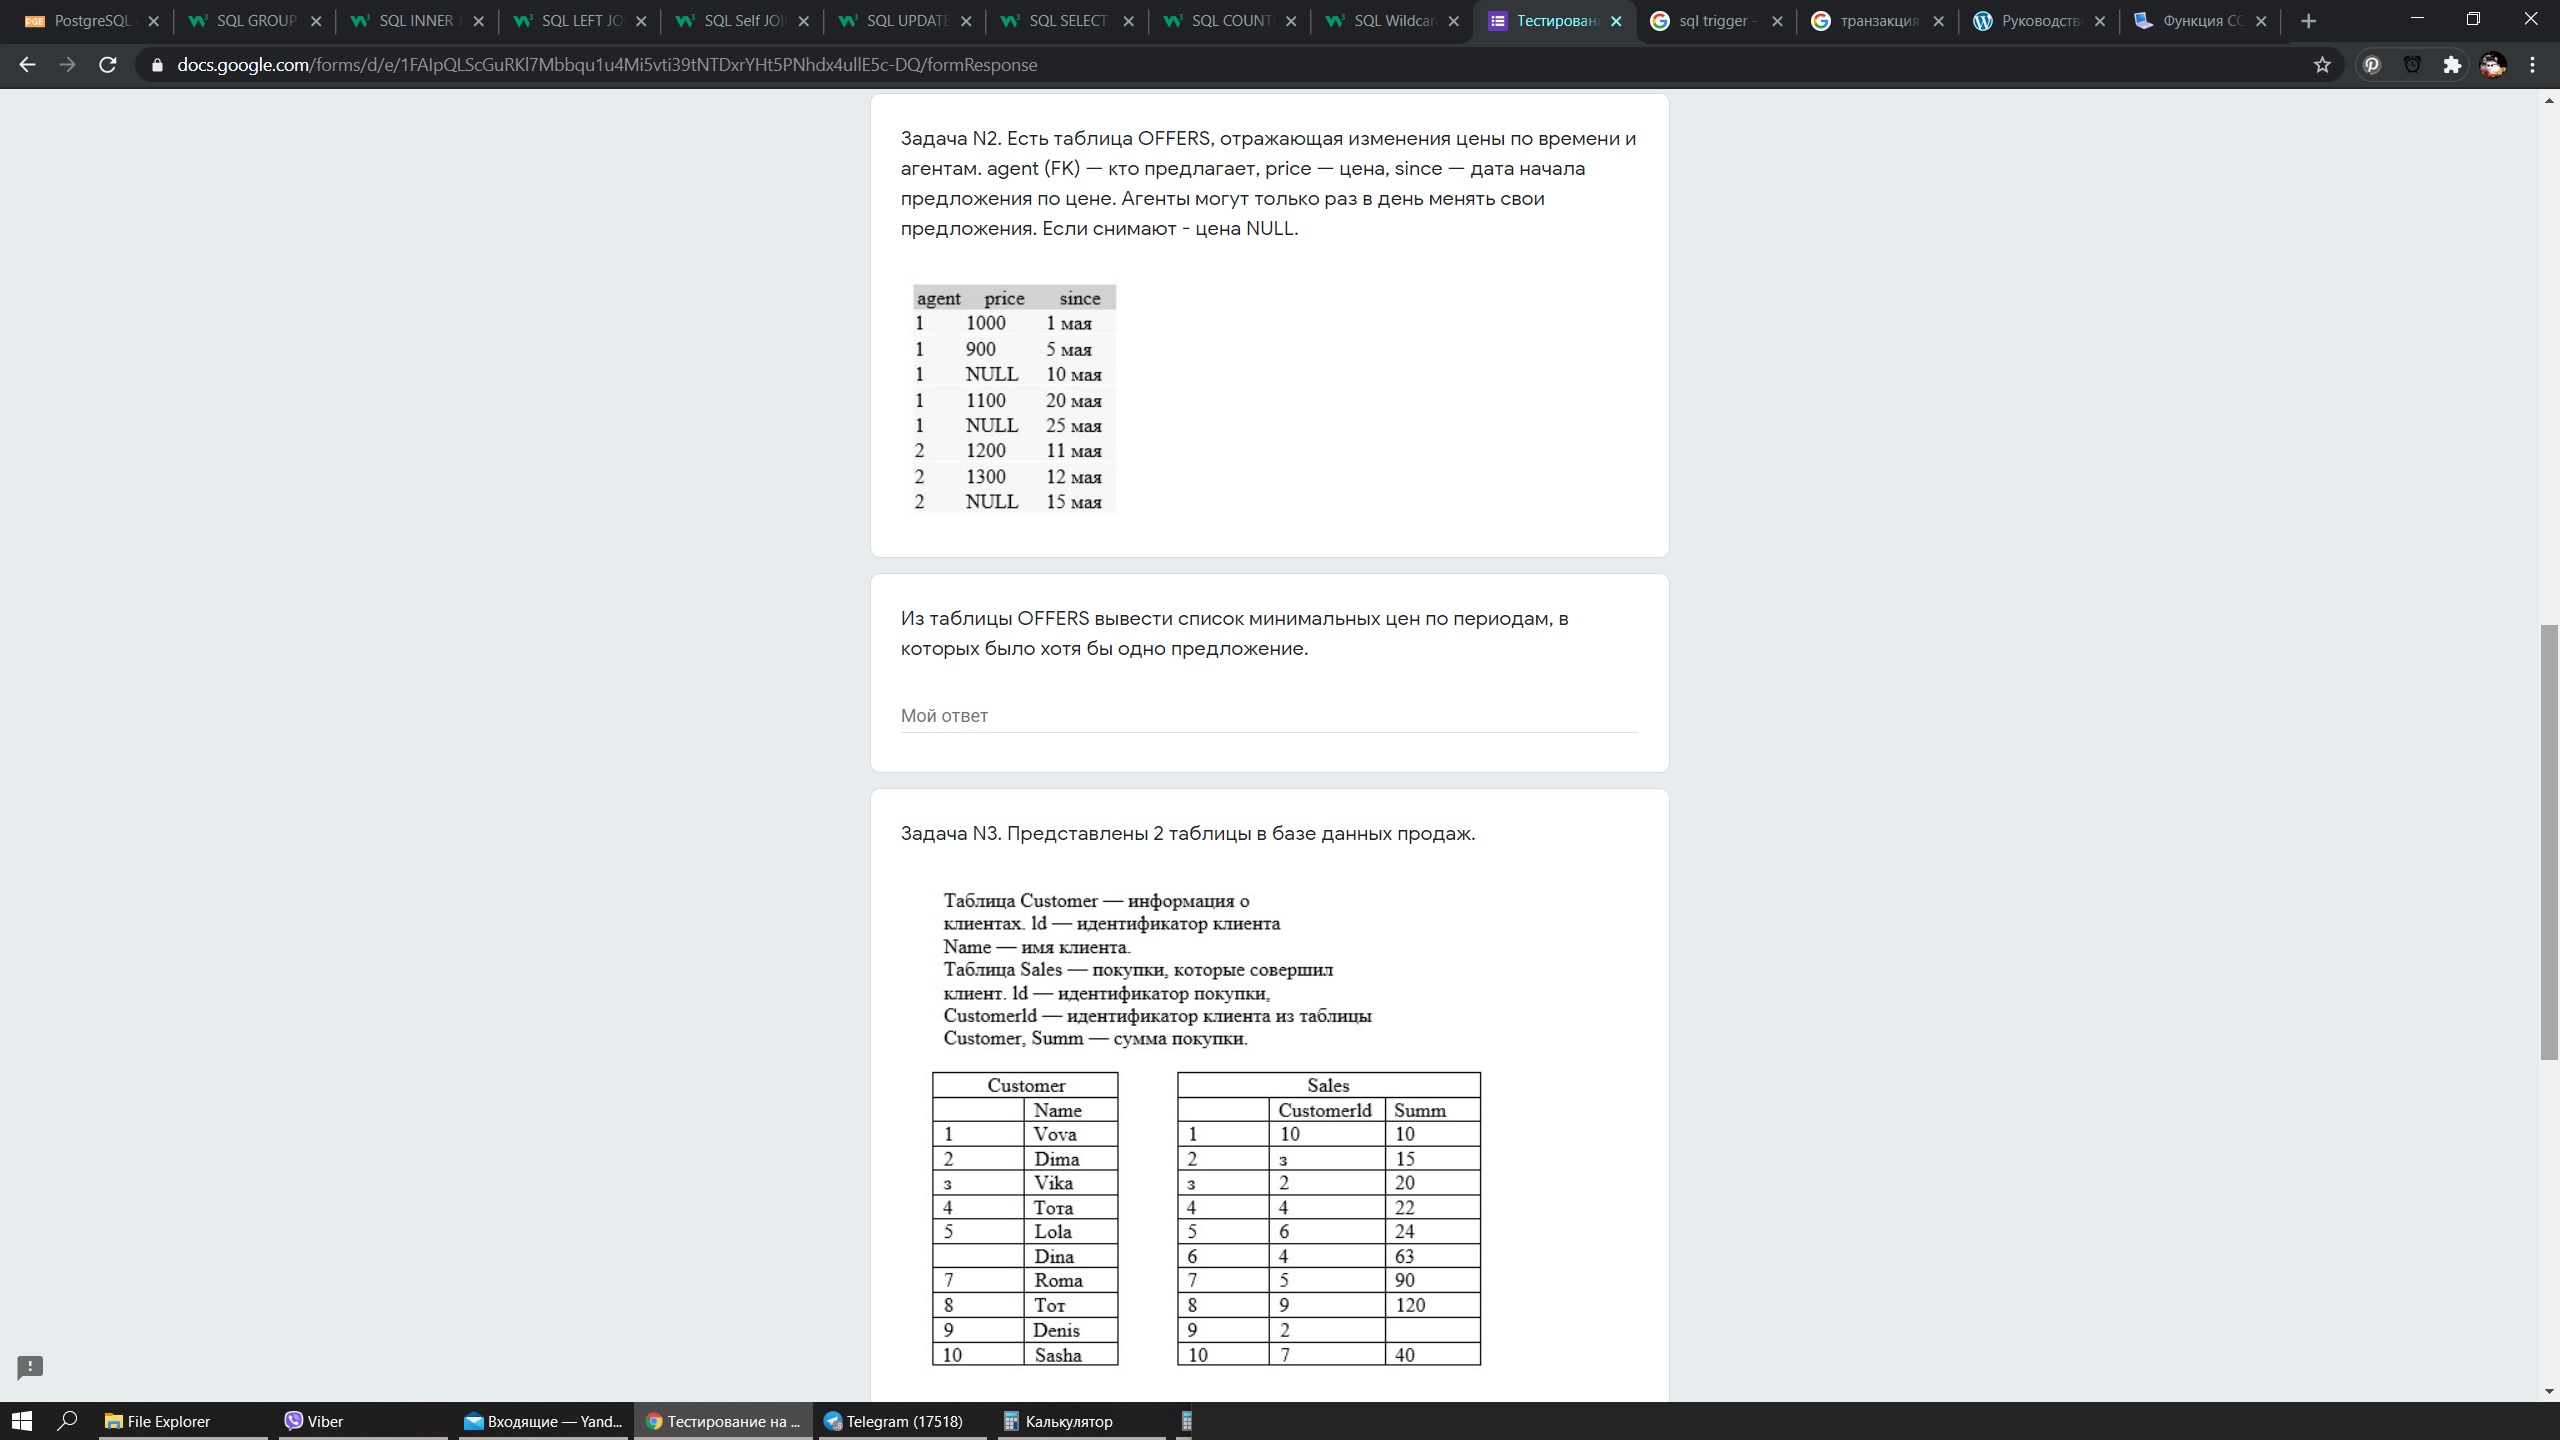 PostgreSQL
SQL GROUP
SQL INNER J
SQL LEFT JO
SQL Self JOI
SQL UPDATE
SQL SELECT
SQL COUNT
SQL Wildcar
Тестирован
sql trigger -
транзакция
Руководств
Функция CO
docs.google.com/forms/d/e/1FAIpQLScGuRKl7Mbbqu1u4Mi5vti39tNTDxrYHt5PNhdx4ullE5c-DQ/formResponse
Задача N2. Есть таблица OFFERS, отражающая изменения цены по времени и
агентам. agent (FK) — кто предлагает, price — цена, since — дата начала
предложения по цене. Агенты могут только раз в день менять свои
предложения. Если снимают - цена NULL.
agent price since
1 1000 1 мая
1 900 5 мая
1 NULL 10 мая
1 1100 20 мая
1 NULL 25 мая
2 1200 11 мая
2 1300 12 мая
2 NULL 15 мая
Из таблицы OFFERS вывести список минимальных цен по периодам, в
которых было хотя бы одно предложение.
Мой ответ
Задача N3. Представлены 2 таблицы в базе данных продаж.
Таблица Customer — информация о
клиентах. ld — идентификатор клиента
Name — имя клиента.
Таблица Sales — покупки, которые совершил
клиент. ld — идентификатор покупки,
Customerld — идентификатор клиента из таблицы
Customer, Summ — сумма покупки.
Customer
Name
1 Vova
2 Dima
з Vika
4 Тота
5 Lola
Dina
7 Roma
8 Тот
9 Denis
10 Sasha
Sales
Customerld Summ
1 10 10
2 з 15
з 2 20
4 4 22
5 6 24
6 4 63
7 5 90
8 9 120
9 2
10 7 40
File Explorer
Viber
Входящие — Yand...
Тестирование на ...
Telegram (17518)
Калькулятор